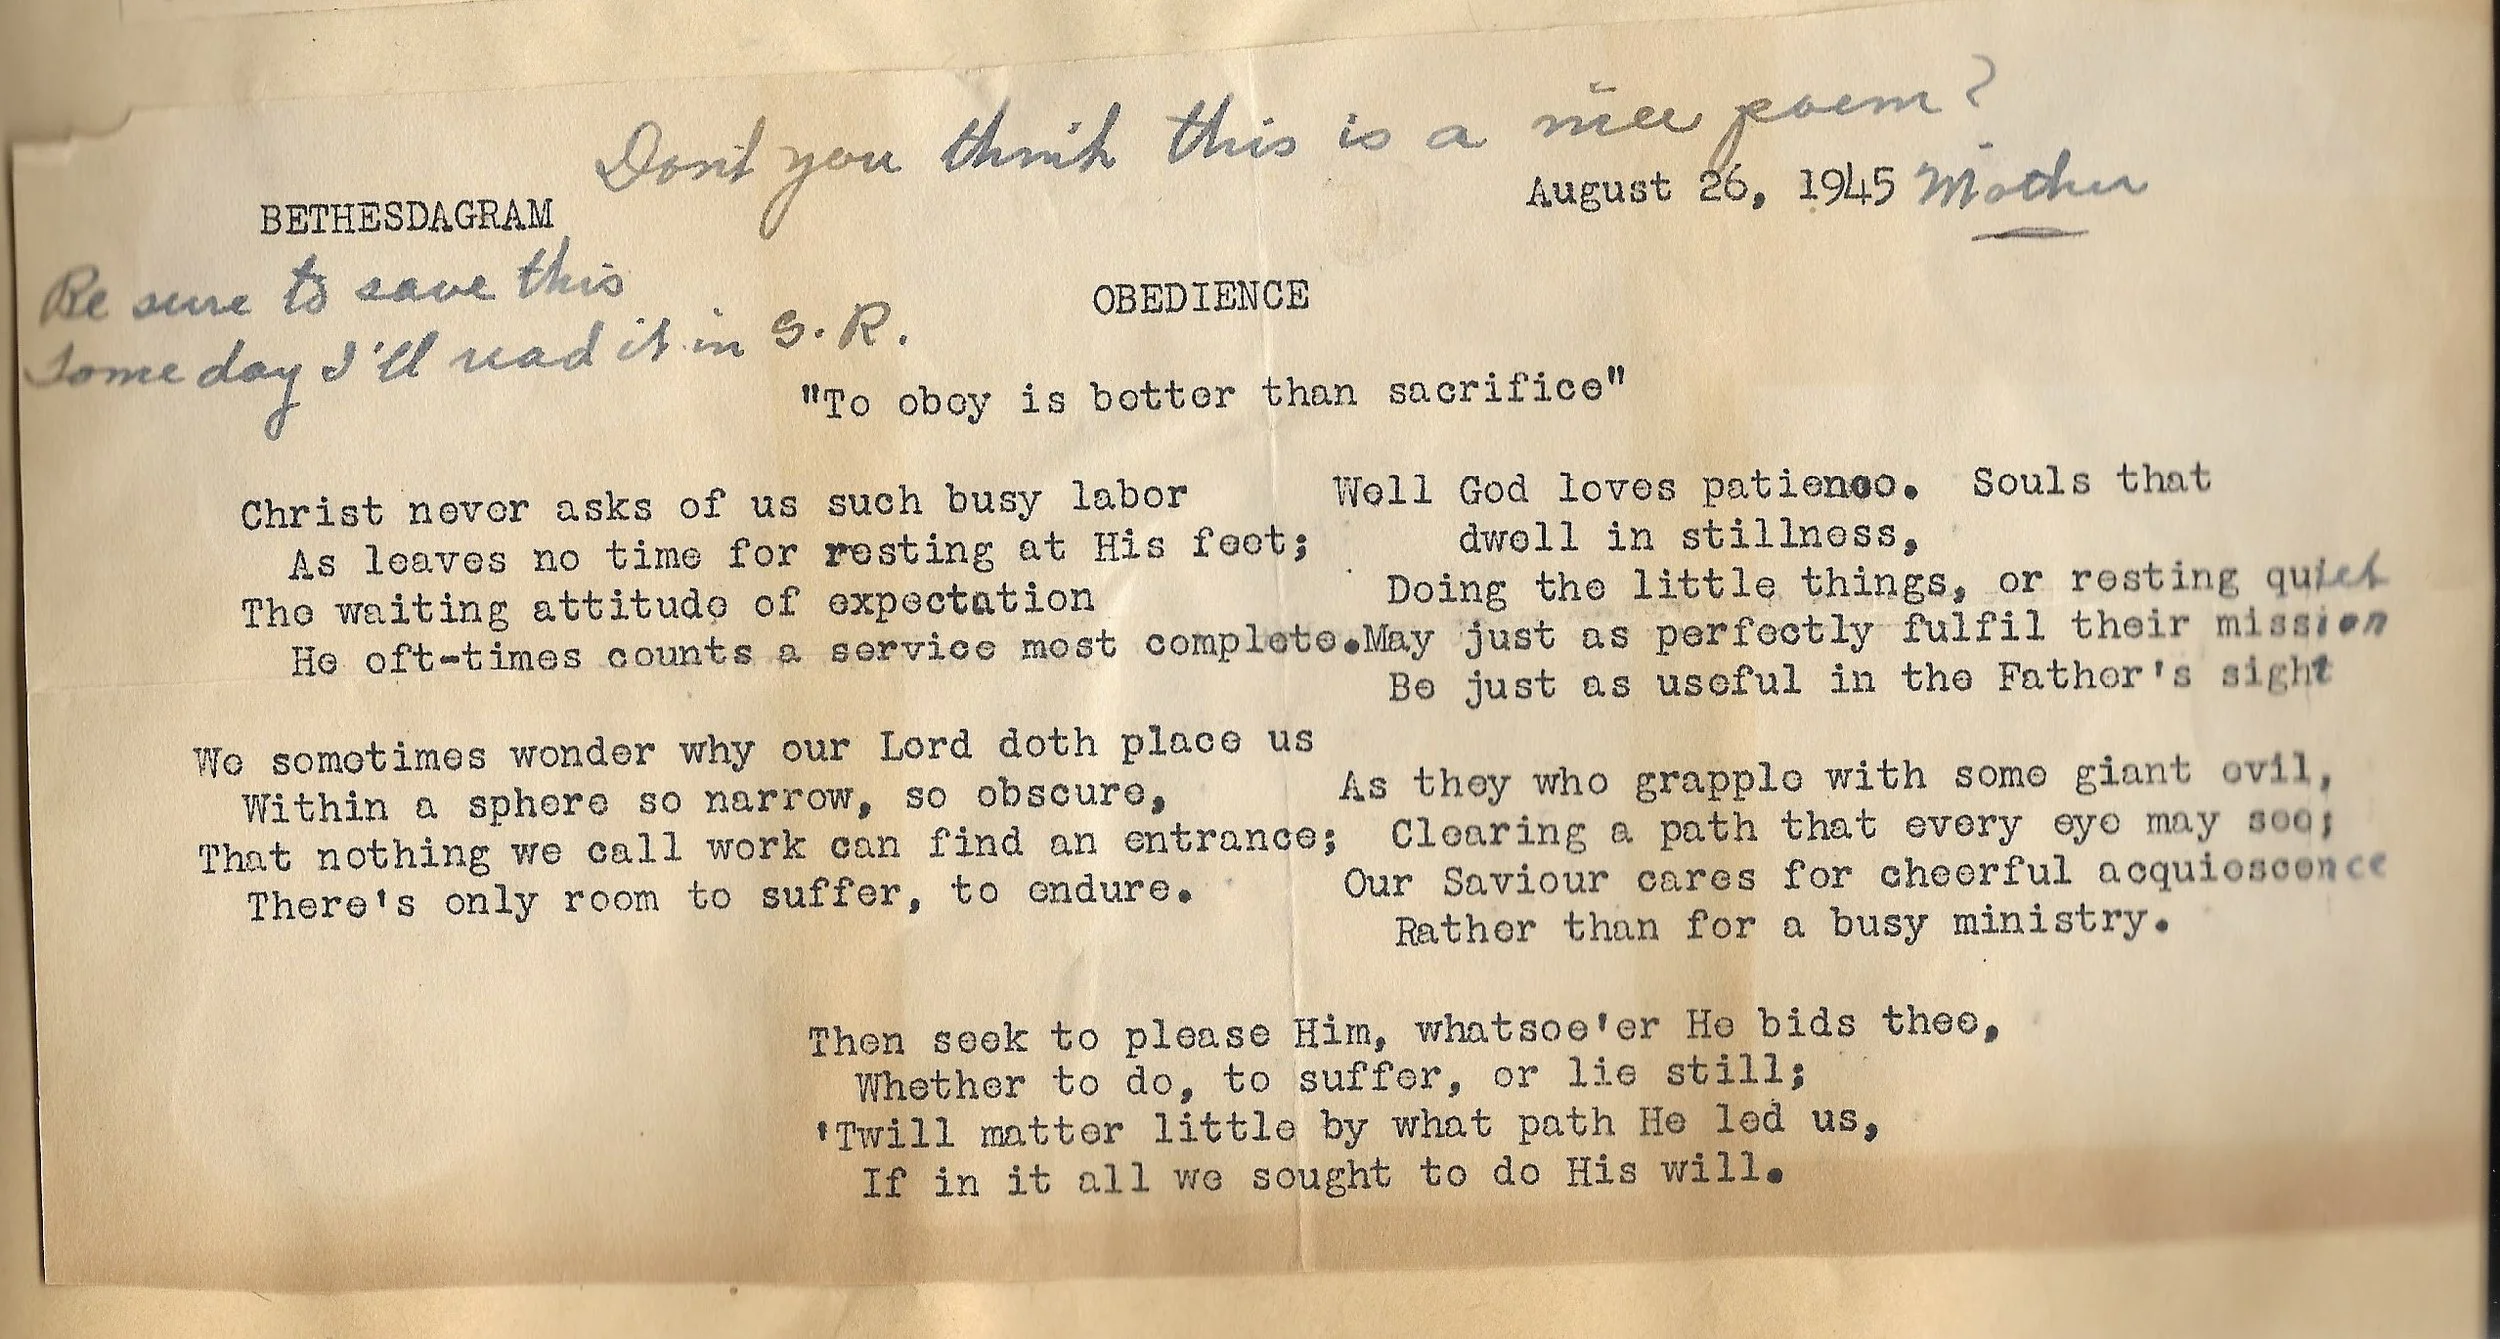 Don't you think this is a nice poem?
BETHESDAGRAM
August 26, 1945 Mother
Be sure to save this
Some day I'll read it in S.R.
OBEDIENCE
"To obey is better than sacrifice"
Christ never asks of us such busy labor
As leaves no time for resting at His feet;
The waiting attitude of expectation
He oft-times counts a service most complete.
We sometimes wonder why our Lord doth place us
Within a sphere so narrow, so obscure,
That nothing we call work can find an entrance;
There's only room to suffer, to endure.
Well God loves patience. Souls that
dwell in stillness,
Doing the little things, or resting quiet
May just as perfectly fulfil their mission
Be just as useful in the Father's sight
As they who grapple with some giant evil,
Clearing a path that every eye may see;
Our Saviour cares for cheerful acquiescence
Rather than for a busy ministry.
Then seek to please Him, whatsoe'er He bids thee,
Whether to do, to suffer, or lie still;
'Twill matter little by what path He led us,
If in it all we sought to do His will.